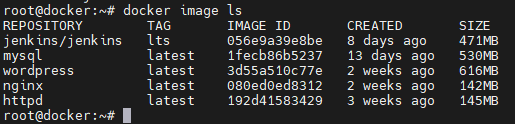 root@docker:~# docker image ls
REPOSITORY TAG IMAGE ID CREATED SIZE
jenkins/jenkins lts 056e9a39e8be 8 days ago 471MB
mysql latest 1fecb86b5237 13 days ago 530MB
wordpress latest 3d55a510c77e 2 weeks ago 616MB
nginx latest 080ed0ed8312 2 weeks ago 142MB
httpd latest 192d41583429 3 weeks ago 145MB
root@docker:~#